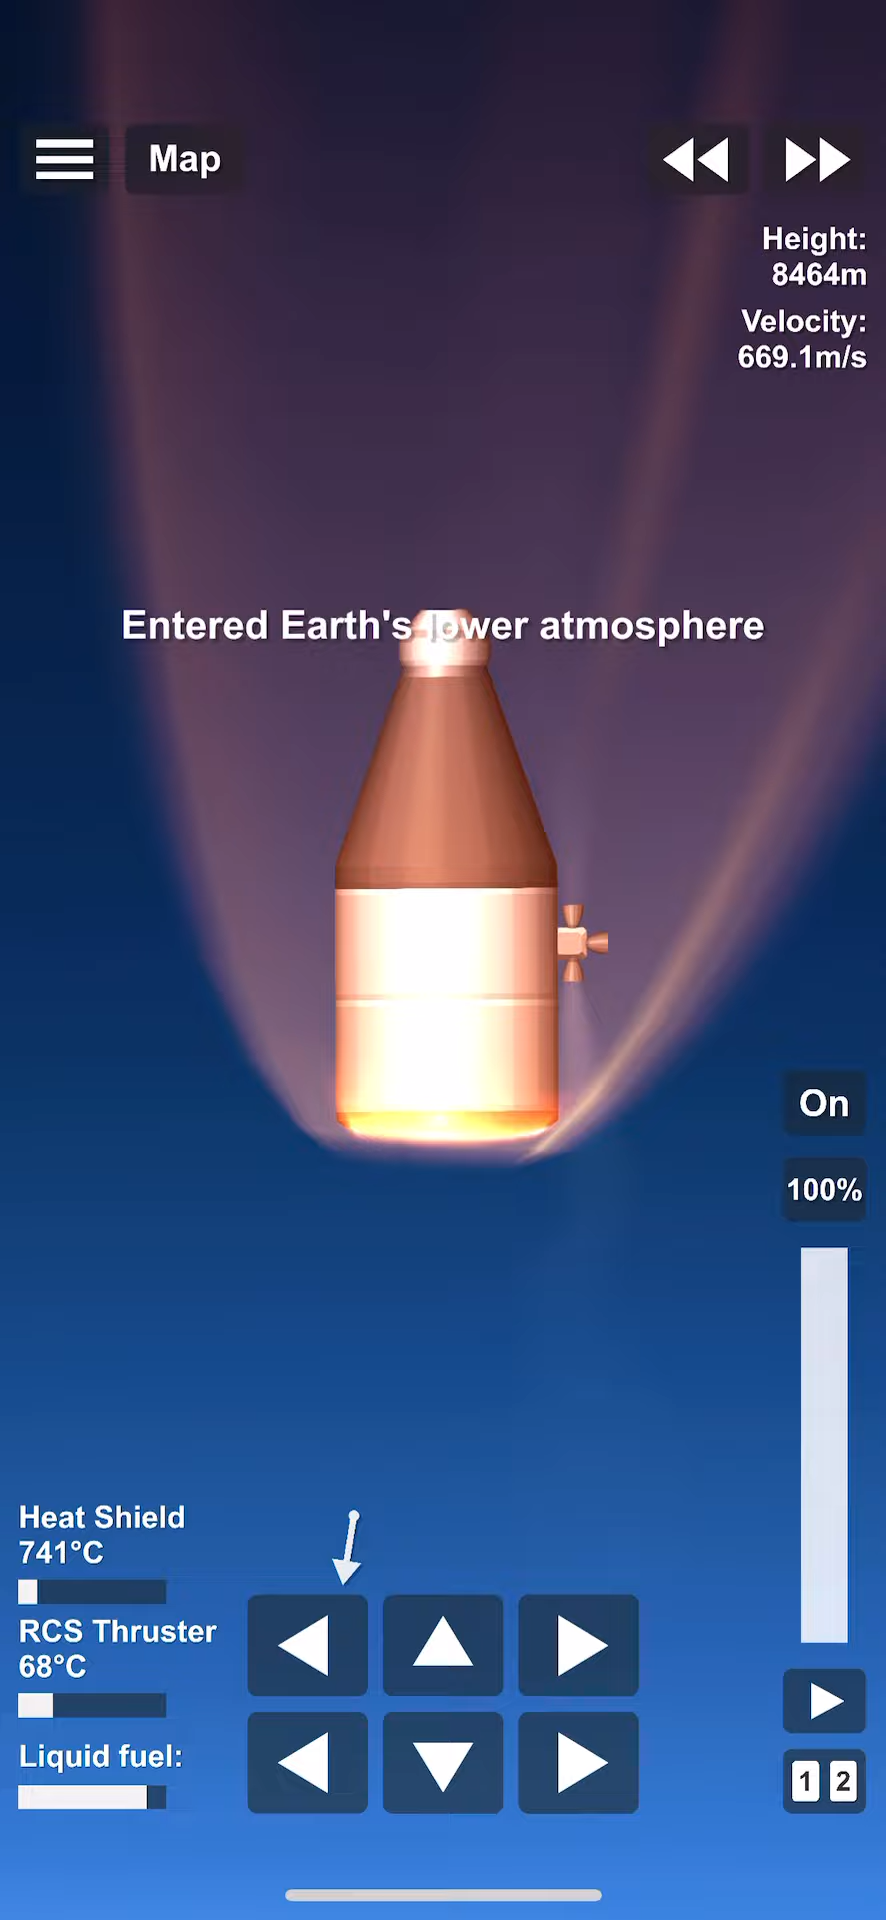 Map
Height:
8464m
Velocity:
669.1m/s
Entered Earth's lower atmosphere
On
100%
Heat Shield
741°C
RCS Thruster
68°C
Liquid fuel:
1 2